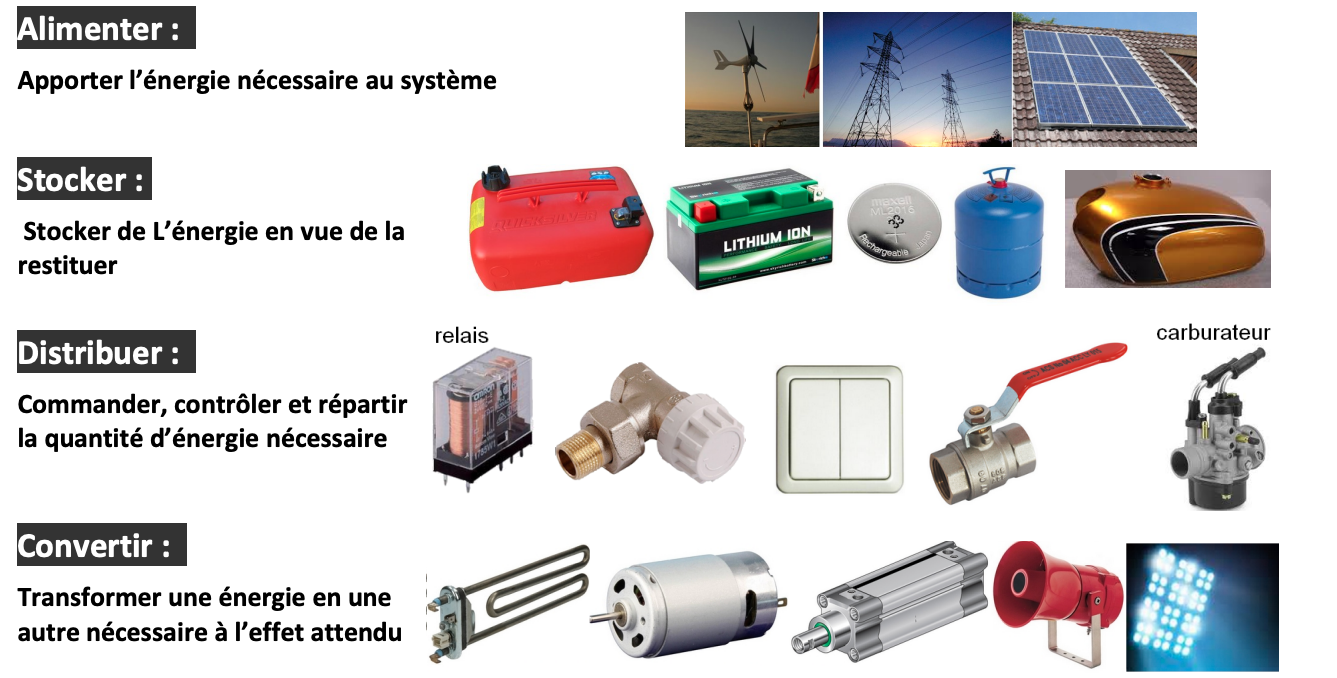 Alimenter :
Apporter l’énergie nécessaire au système
Stocker :
Stocker de L’énergie en vue de la
restituer
QUICKSILVER
LITHIUM ION
LITHIUM ION
maxell
ML2016
Rechargeable
Japan
Distribuer :
relais
carburateur
Commander, contrôler et répartir
la quantité d’énergie nécessaire
Convertir :
Transformer une énergie en une
autre nécessaire à l’effet attendu